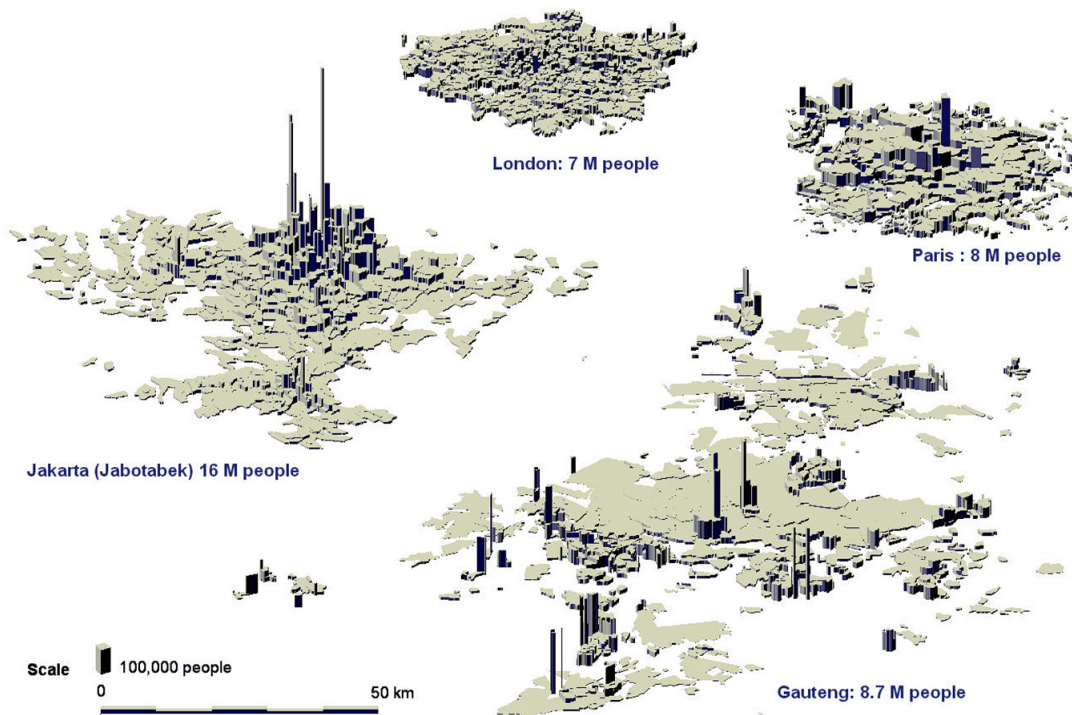 London: 7 M people
Paris : 8 M people
Jakarta (Jabotabek) 16 M people
Scale
100,000 people
0
50 km
Gauteng: 8.7 M people